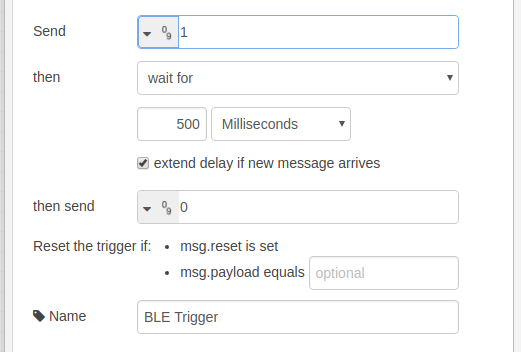 Send 0 9 1
then wait for
500 Milliseconds
extend delay if new message arrives
then send 0 9 0
Reset the trigger if: • msg.reset is set
• msg.payload equals optional
Name BLE Trigger